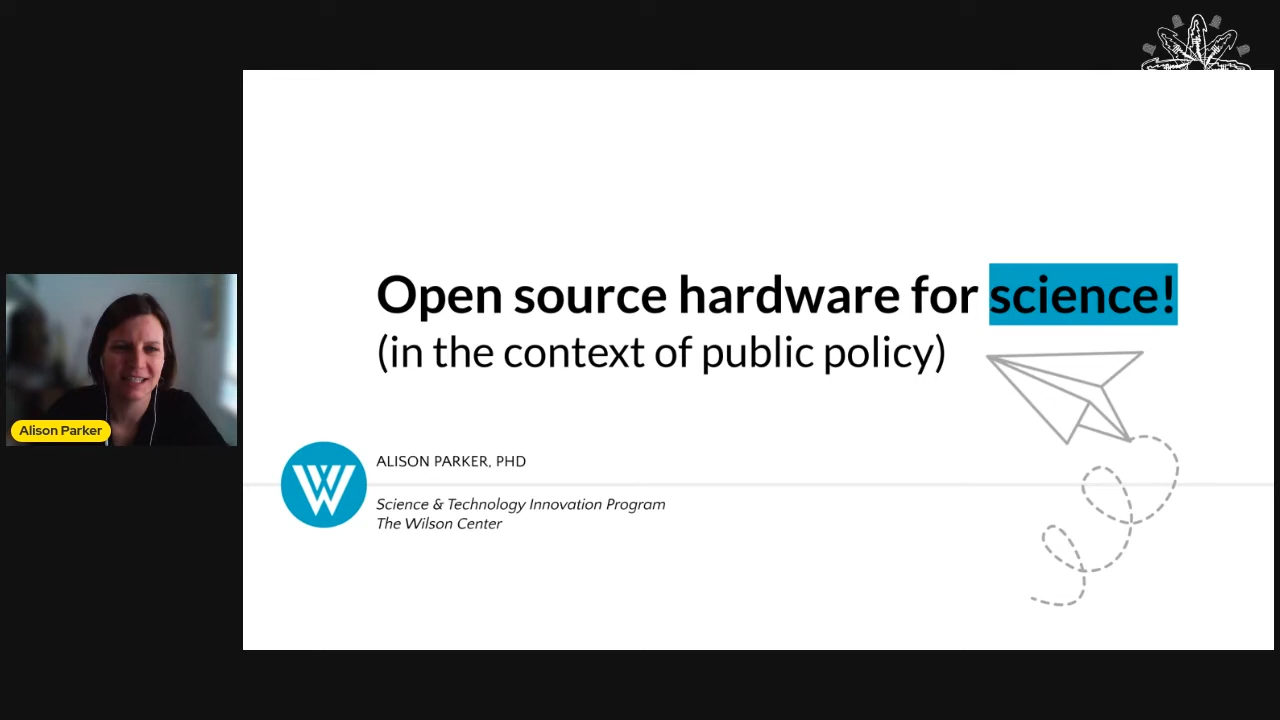 Open source hardware for science!
(in the context of public policy)
Alison Parker
W
ALISON PARKER, PHD
Science & Technology Innovation Program
The Wilson Center